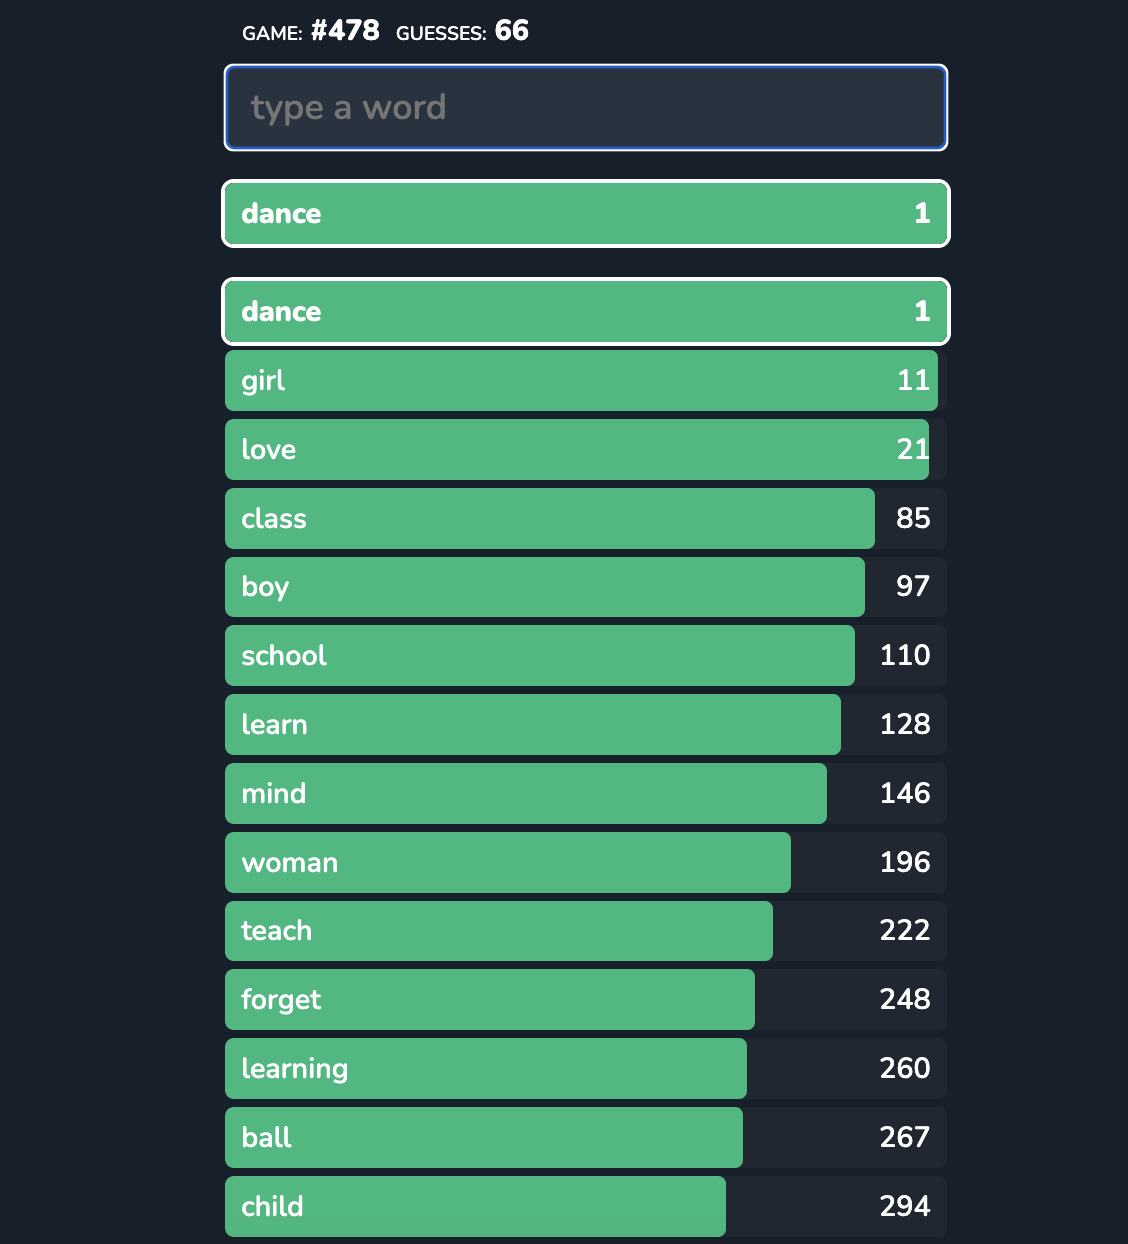 GAME: #478 GUESSES: 66
type a word
dance 1
dance 1
girl 11
love 21
class 85
boy 97
school 110
learn 128
mind 146
woman 196
teach 222
forget 248
learning 260
ball 267
child 294